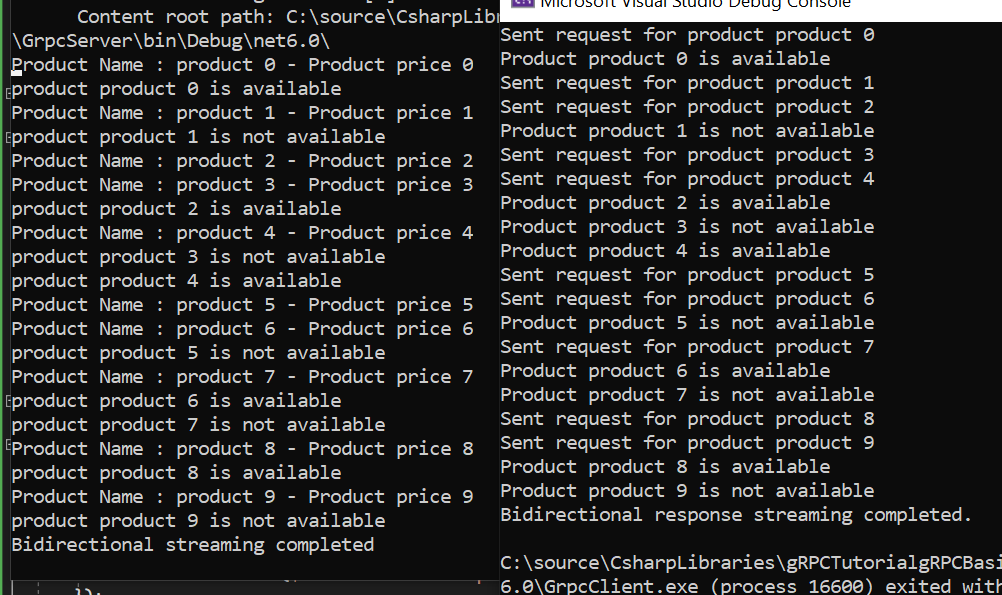 Content root path: C:\source\CsharpLib
\GrpcServer\bin\Debug\net6.0\
Product Name : product 0 - Product price 0
product product 0 is available
Product Name : product 1 - Product price 1
product product 1 is not available
Product Name : product 2 - Product price 2
Product Name : product 3 - Product price 3
product product 2 is available
Product Name : product 4 - Product price 4
product product 3 is not available
product product 4 is available
Product Name : product 5 - Product price 5
Product Name : product 6 - Product price 6
product product 5 is not available
Product Name : product 7 - Product price 7
product product 6 is available
product product 7 is not available
Product Name : product 8 - Product price 8
product product 8 is available
Product Name : product 9 - Product price 9
product product 9 is not available
Bidirectional streaming completed
});
Microsoft Visual Studio Debug Console
Sent request for product product 0
Product product 0 is available
Sent request for product product 1
Sent request for product product 2
Product product 1 is not available
Sent request for product product 3
Sent request for product product 4
Product product 2 is available
Product product 3 is not available
Product product 4 is available
Sent request for product product 5
Sent request for product product 6
Product product 5 is not available
Sent request for product product 7
Product product 6 is available
Product product 7 is not available
Sent request for product product 8
Sent request for product product 9
Product product 8 is available
Product product 9 is not available
Bidirectional response streaming completed.
C:\source\CsharpLibraries\gRPCTutorialgRPCBasi
6.0\GrpcClient.exe (process 16600) exited with